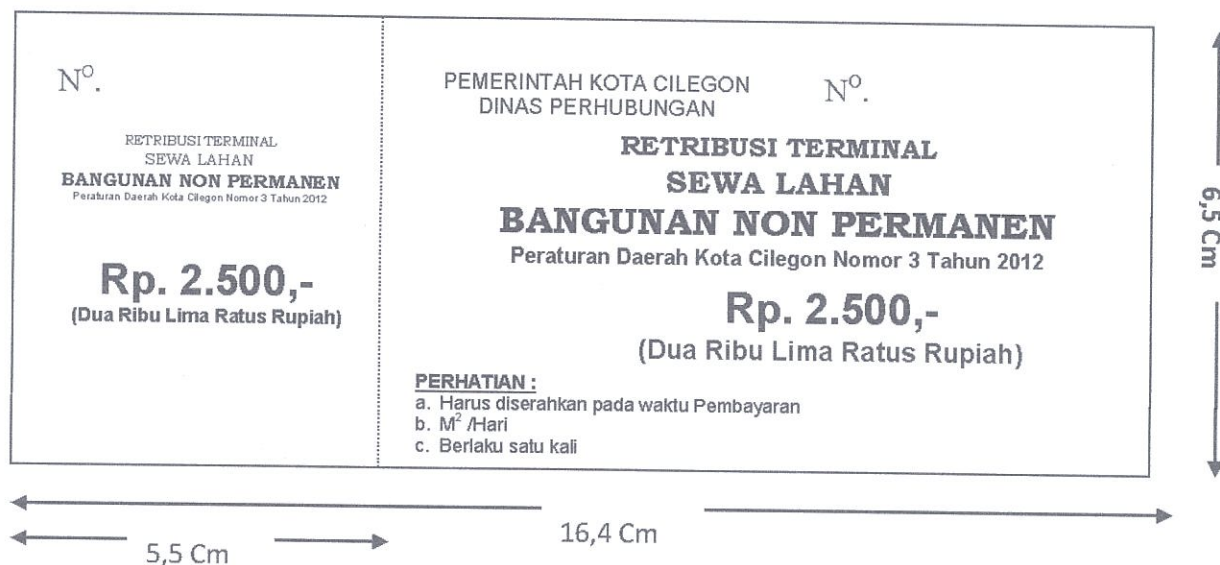 Nº.
RETRIBUSI TERMINAL
SEWA LAHAN
BANGUNAN NON PERMANEN
Peraturan Daerah Kota Cilegon Nomor 3 Tahun 2012
Rp. 2.500,-
(Dua Ribu Lima Ratus Rupiah)
PEMERINTAH KOTA CILEGON
DINAS PERHUBUNGAN
Nº.
RETRIBUSI TERMINAL
SEWA LAHAN
BANGUNAN NON PERMANEN
Peraturan Daerah Kota Cilegon Nomor 3 Tahun 2012
Rp. 2.500,-
(Dua Ribu Lima Ratus Rupiah)
PERHATIAN :
a. Harus diserahkan pada waktu Pembayaran
b. M² /Hari
c. Berlaku satu kali
6,5 Cm
16,4 Cm
5,5 Cm